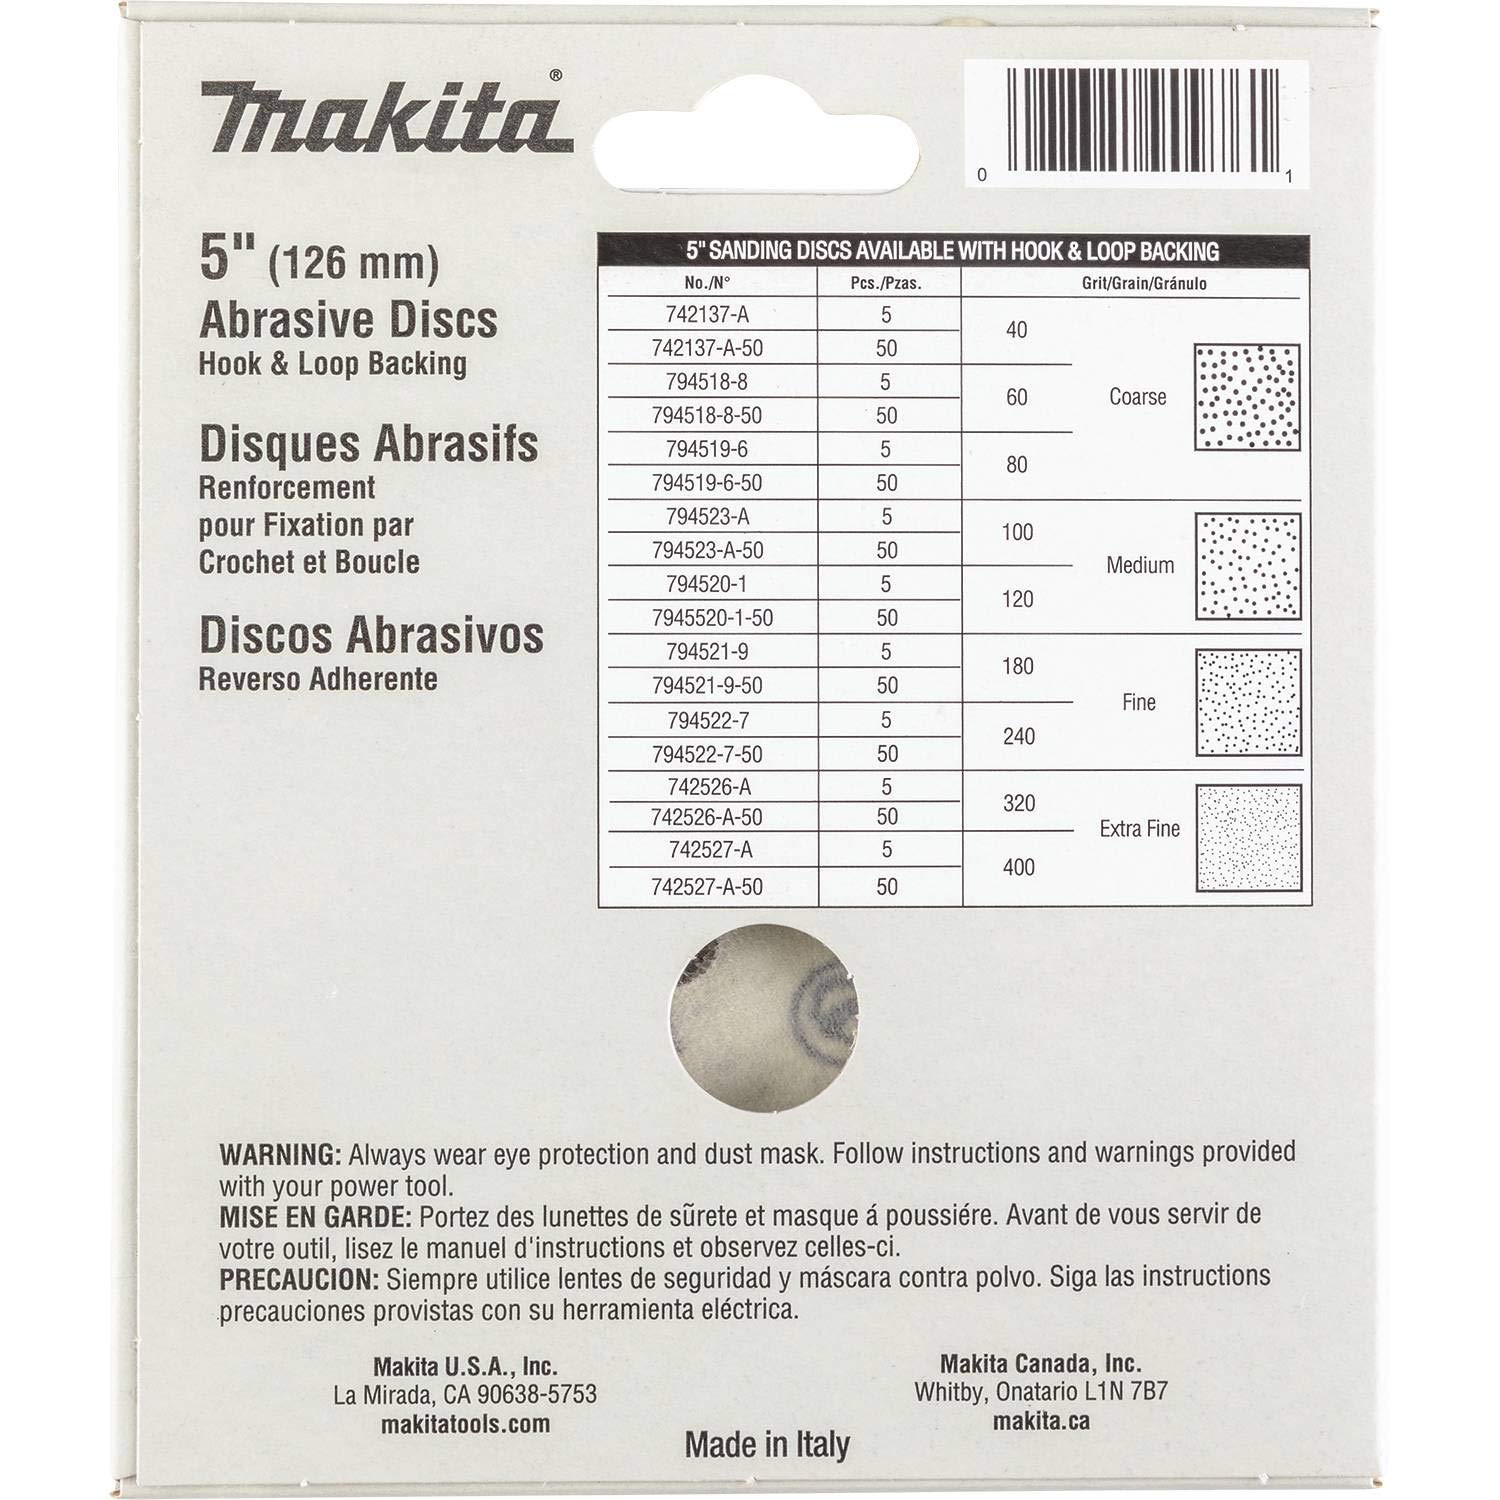 Makita®
0 1
5" (126 mm)
Abrasive Discs
Hook & Loop Backing
Disques Abrasifs
Renforcement
pour Fixation par
Crochet et Boucle
Discos Abrasivos
Reverso Adherente
5" SANDING DISCS AVAILABLE WITH HOOK & LOOP BACKING
No./N° Pcs./Pzas. Grit/Grain/Gránulo
742137-A 5 40
742137-A-50 50
794518-8 5 60 Coarse
794518-8-50 50
794519-6 5 80
794519-6-50 50
794523-A 5 100
794523-A-50 50 Medium
794520-1 5 120
7945520-1-50 50
794521-9 5 180
794521-9-50 50 Fine
794522-7 5 240
794522-7-50 50
742526-A 5 320
742526-A-50 50 Extra Fine
742527-A 5 400
742527-A-50 50
WARNING: Always wear eye protection and dust mask. Follow instructions and warnings provided
with your power tool.
MISE EN GARDE: Portez des lunettes de sũrete et masque á poussiére. Avant de vous servir de
votre outil, lisez le manuel d'instructions et observez celles-ci.
PRECAUCION: Siempre utilice lentes de seguridad y máscara contra polvo. Siga las instructions
precauciones provistas con su herramienta eléctrica.
Makita U.S.A., Inc.
La Mirada, CA 90638-5753
makitatools.com
Makita Canada, Inc.
Whitby, Onatario L1N 7B7
makita.ca
Made in Italy